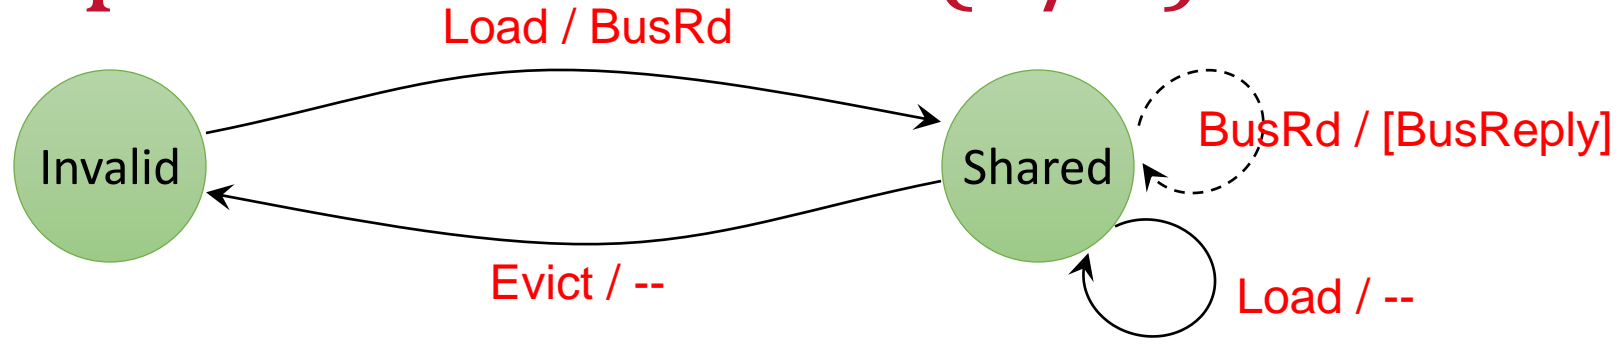 Load / BusRd
Invalid
Shared
BusRd / [BusReply]
Evict / --
Load / --